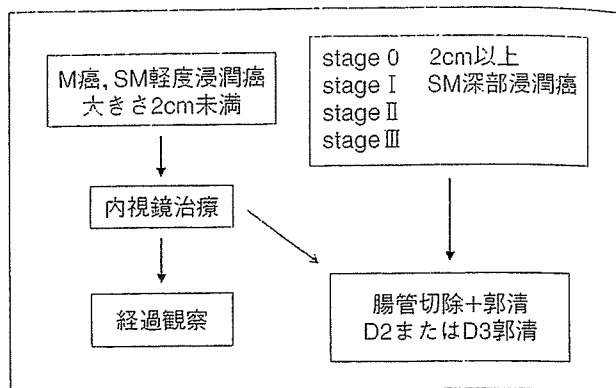 M癌，SM軽度浸潤癌
大きさ2cm未満
stage 0 2cm以上
stage Ⅰ SM深部浸潤癌
stage Ⅱ
stage Ⅲ
内視鏡治療
経過観察
腸管切除＋郭清
D2またはD3郭清